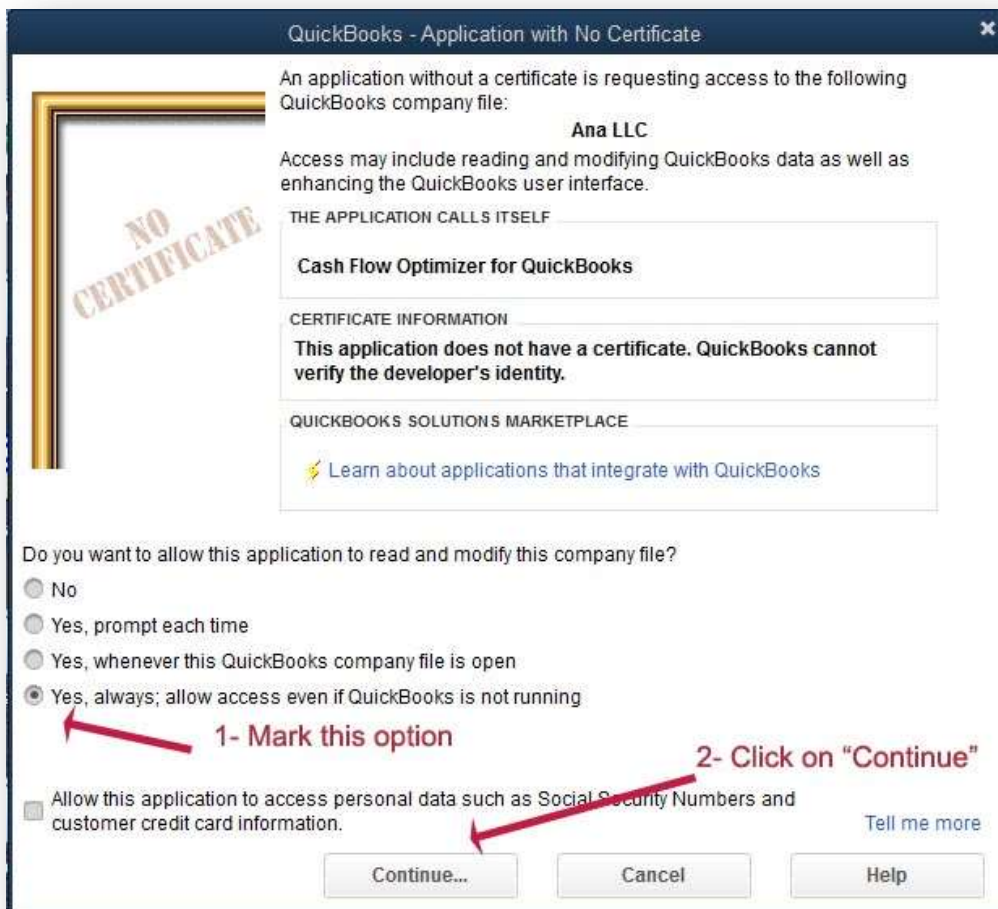 QuickBooks - Application with No Certificate
An application without a certificate is requesting access to the following
QuickBooks company file:
Ana LLC
Access may include reading and modifying QuickBooks data as well as
enhancing the QuickBooks user interface.
NO
CERTIFICATE
THE APPLICATION CALLS ITSELF
Cash Flow Optimizer for QuickBooks
CERTIFICATE INFORMATION
This application does not have a certificate. QuickBooks cannot
verify the developer's identity.
QUICKBOOKS SOLUTIONS MARKETPLACE
Learn about applications that integrate with QuickBooks
Do you want to allow this application to read and modify this company file?
No
Yes, prompt each time
Yes, whenever this QuickBooks company file is open
Yes, always; allow access even if QuickBooks is not running
1- Mark this option
2- Click on “Continue”
Allow this application to access personal data such as Social Security Numbers and
customer credit card information.
Tell me more
Continue...
Cancel
Help